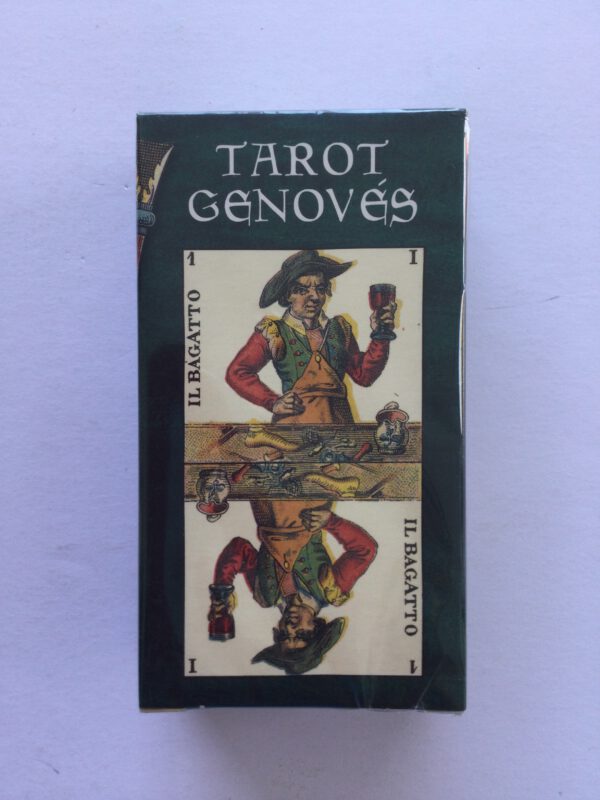 TAROT
GENOVÉS
1 I
IL BAGATTO
IL BAGATTO
I 1